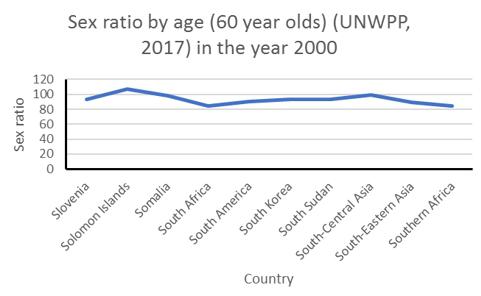 Sex ratio by age (60 year olds) (UNWPP,
2017) in the year 2000
120
100
80
60
40
20
0
Sex ratio
Slovenia
Solomon Islands
Somalia
South Africa
South America
South Korea
South Sudan
South-Central Asia
South-Eastern Asia
Southern Africa
Country